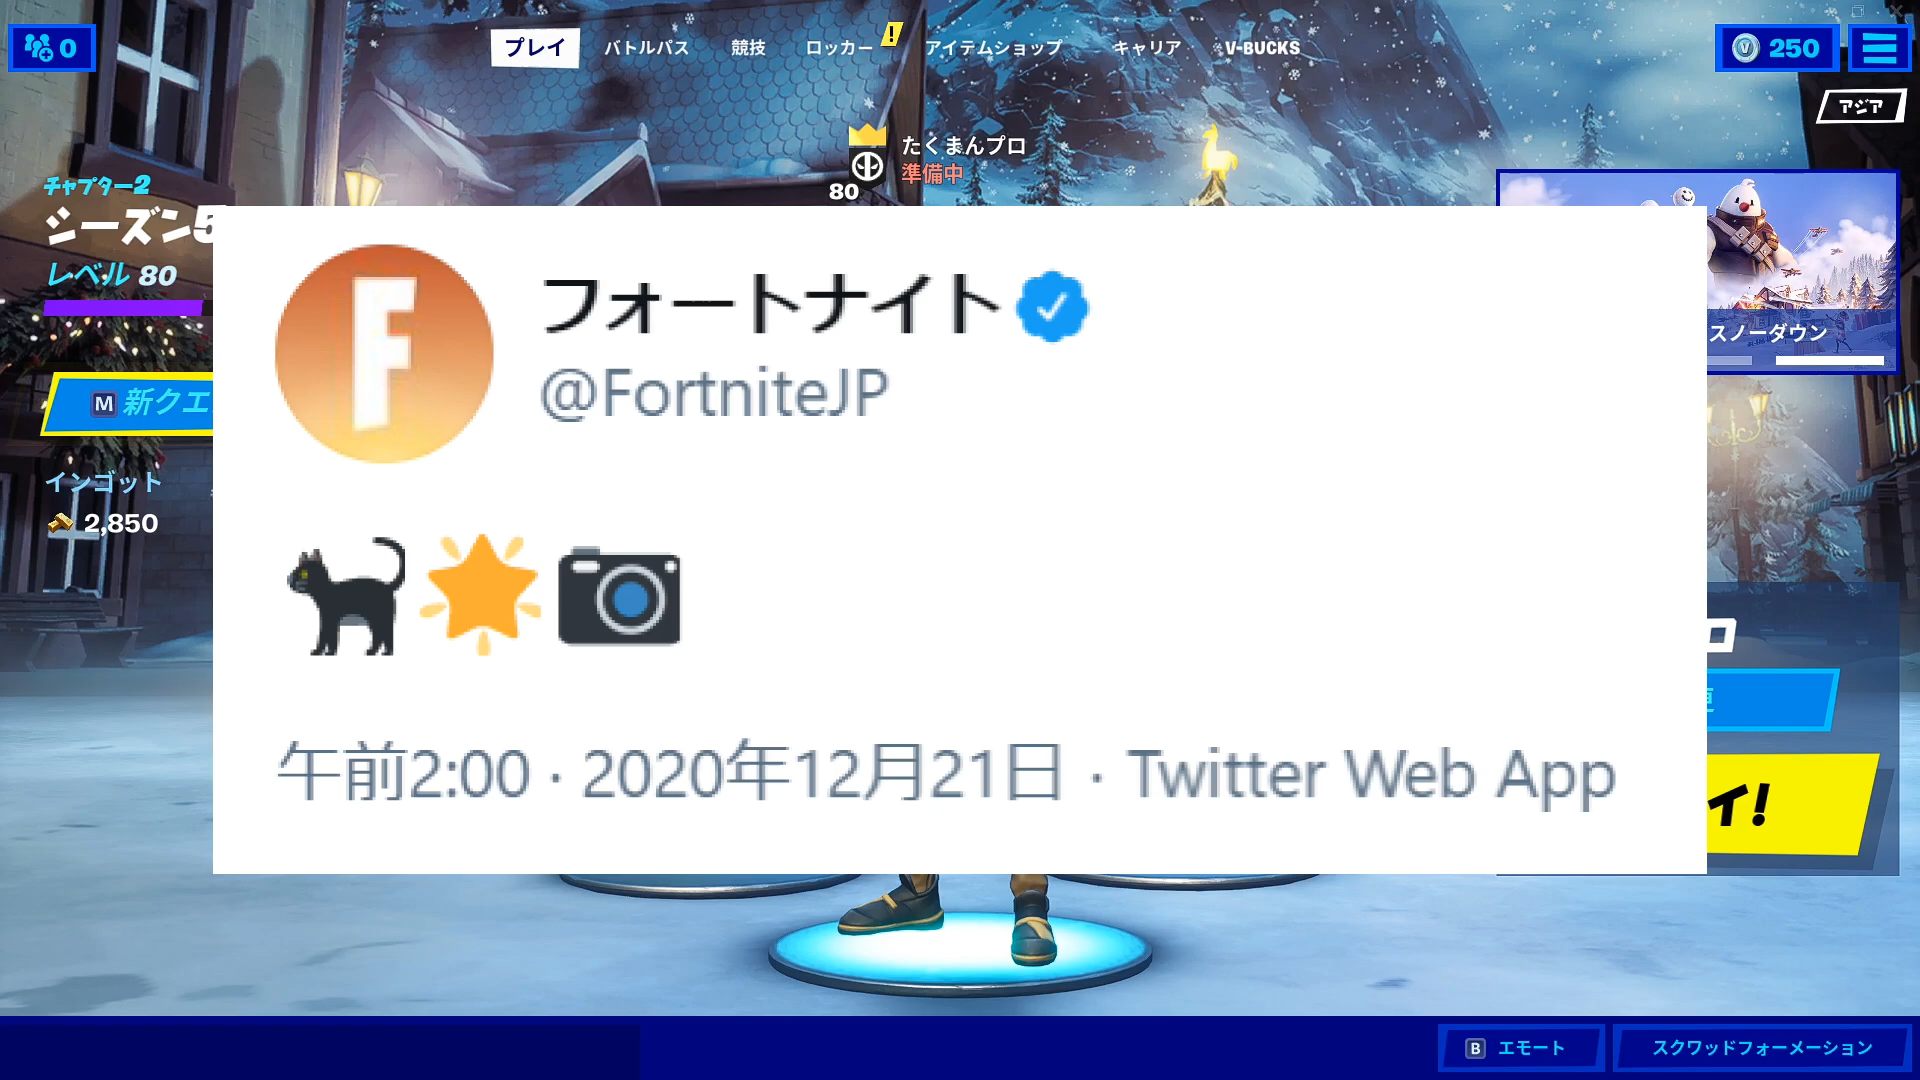 0
プレイ
バトルパス
競技
ロッカー
!
アイテムショップ
キャリア
V-BUCKS
250
アジア
たくまんプロ
準備中
80
チャプター2
シーズン5
レベル 80
M 新クエ
インゴット
2,850
スノーダウン
フォートナイト
@FortniteJP
午前2:00 · 2020年12月21日 · Twitter Web App
ロ
イ!
B エモート
スクワッドフォーメーション